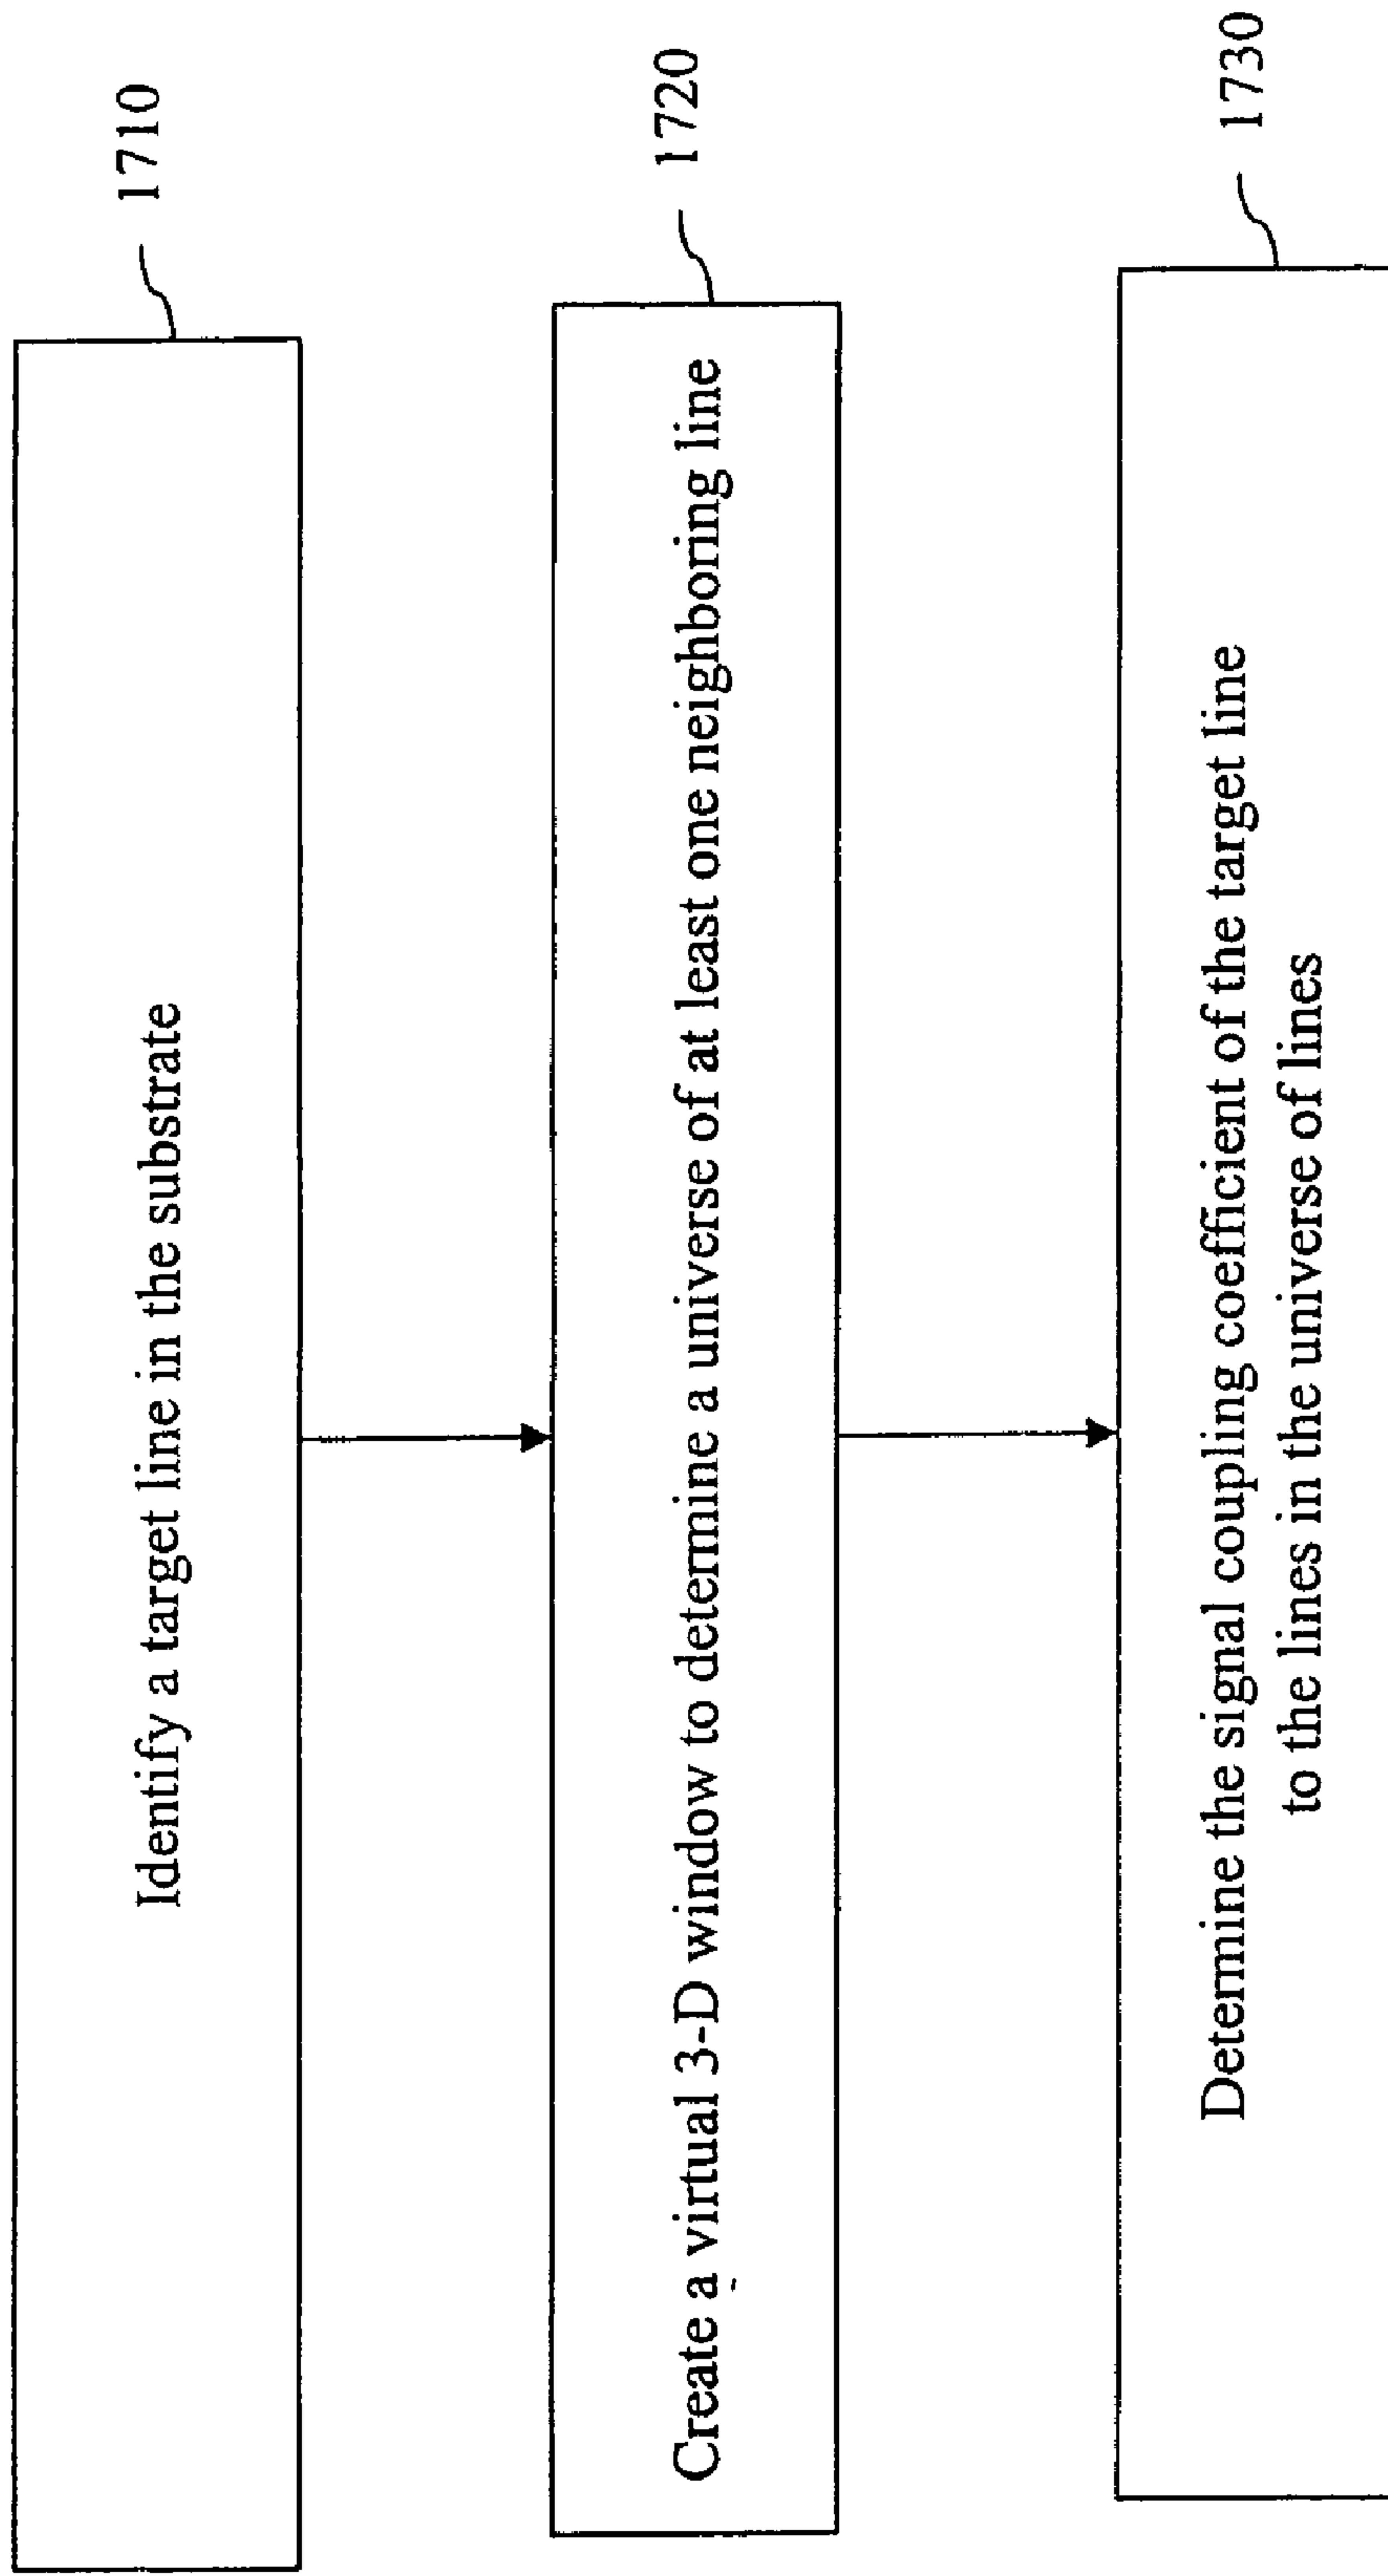 Identify a target line in the substrate
1710
Create a virtual 3-D window to determine a universe of at least one neighboring line
1720
Determine the signal coupling coefficient of the target line
to the lines in the universe of lines
1730